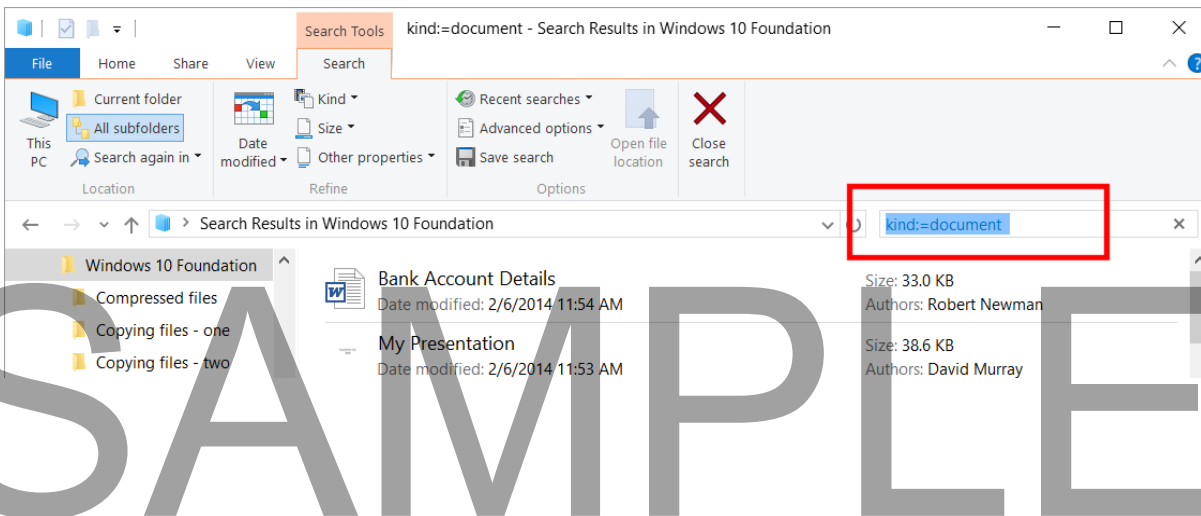 Search Tools
kind:=document - Search Results in Windows 10 Foundation
File Home Share View Search
?
This PC
Current folder
All subfolders
Search again in
Location
Date modified
Kind
Size
Other properties
Refine
Recent searches
Advanced options
Save search
Options
Open file location
Close search
Search Results in Windows 10 Foundation
kind:=document
Windows 10 Foundation
Compressed files
Copying files - one
Copying files - two
W
Bank Account Details
Size: 33.0 KB
Date modified: 2/6/2014 11:54 AM
Authors: Robert Newman
My Presentation
Size: 38.6 KB
Date modified: 2/6/2014 11:53 AM
Authors: David Murray
SAMPLE